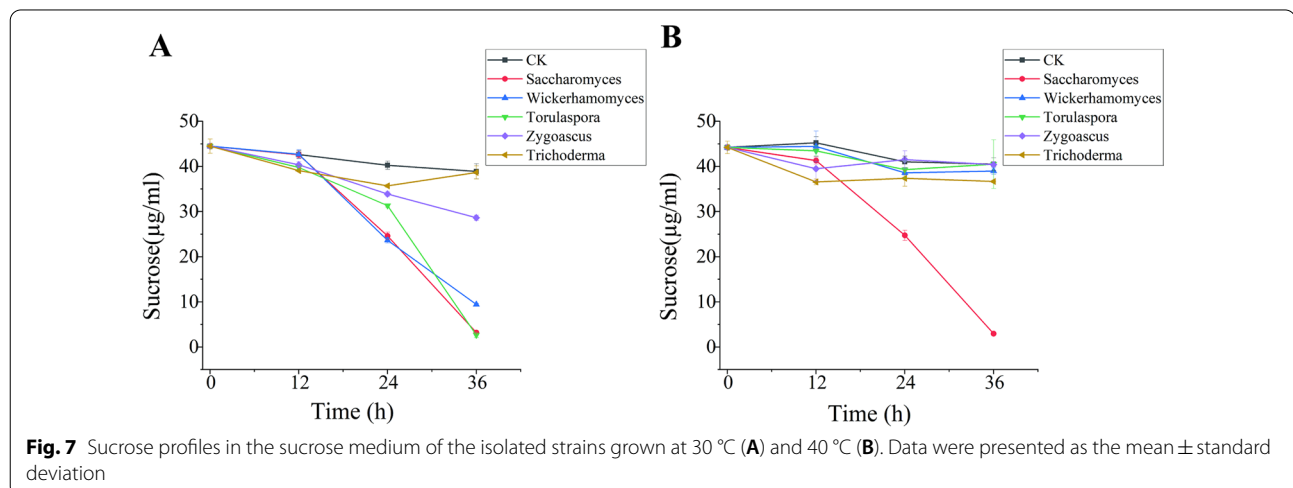 A
CK
Saccharomyces
Wickerhamomyces
Torulaspora
Zygoascus
Trichoderma
50
40
30
20
10
0
Sucrose(μg/ml)
0 12 24 36
Time (h)
B
CK
Saccharomyces
Wickerhamomyces
Torulaspora
Zygoascus
Trichoderma
50
40
30
20
10
0
Sucrose(μg/ml)
0 12 24 36
Time (h)
Fig. 7 Sucrose profiles in the sucrose medium of the isolated strains grown at 30 °C (A) and 40 °C (B). Data were presented as the mean ± standard
deviation